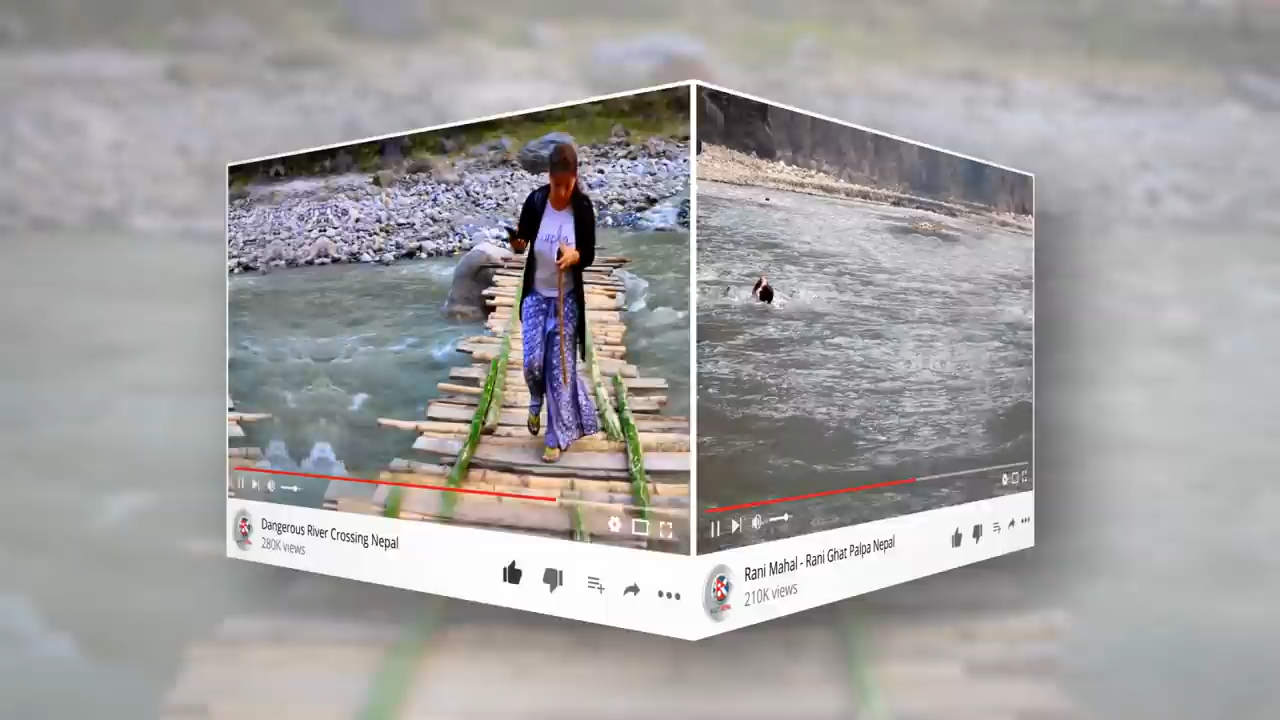 Dangerous River Crossing Nepal
280K views
Rani Mahal - Rani Ghat Palpa Nepal
210K views